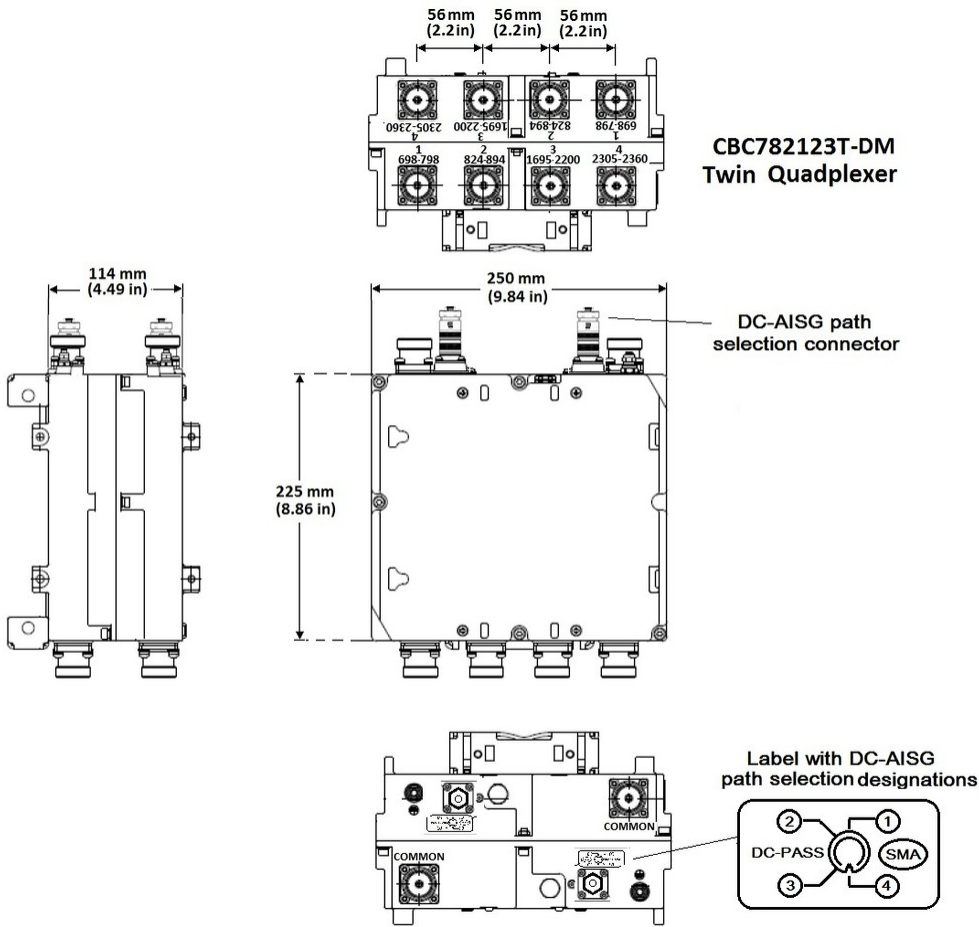 56 mm
(2.2 in)
56 mm
(2.2 in)
56 mm
(2.2 in)
2305-2360
1695-2200
824-894
698-798
4
3
2
1
1
2
3
4
698-798
824-894
1695-2200
2305-2360
CBC782123T-DM
Twin Quadplexer
114 mm
(4.49 in)
250 mm
(9.84 in)
DC-AISG path
selection connector
225 mm
(8.86 in)
Label with DC-AISG
path selection designations
COMMON
COMMON
2
1
DC-PASS
SMA
3
4